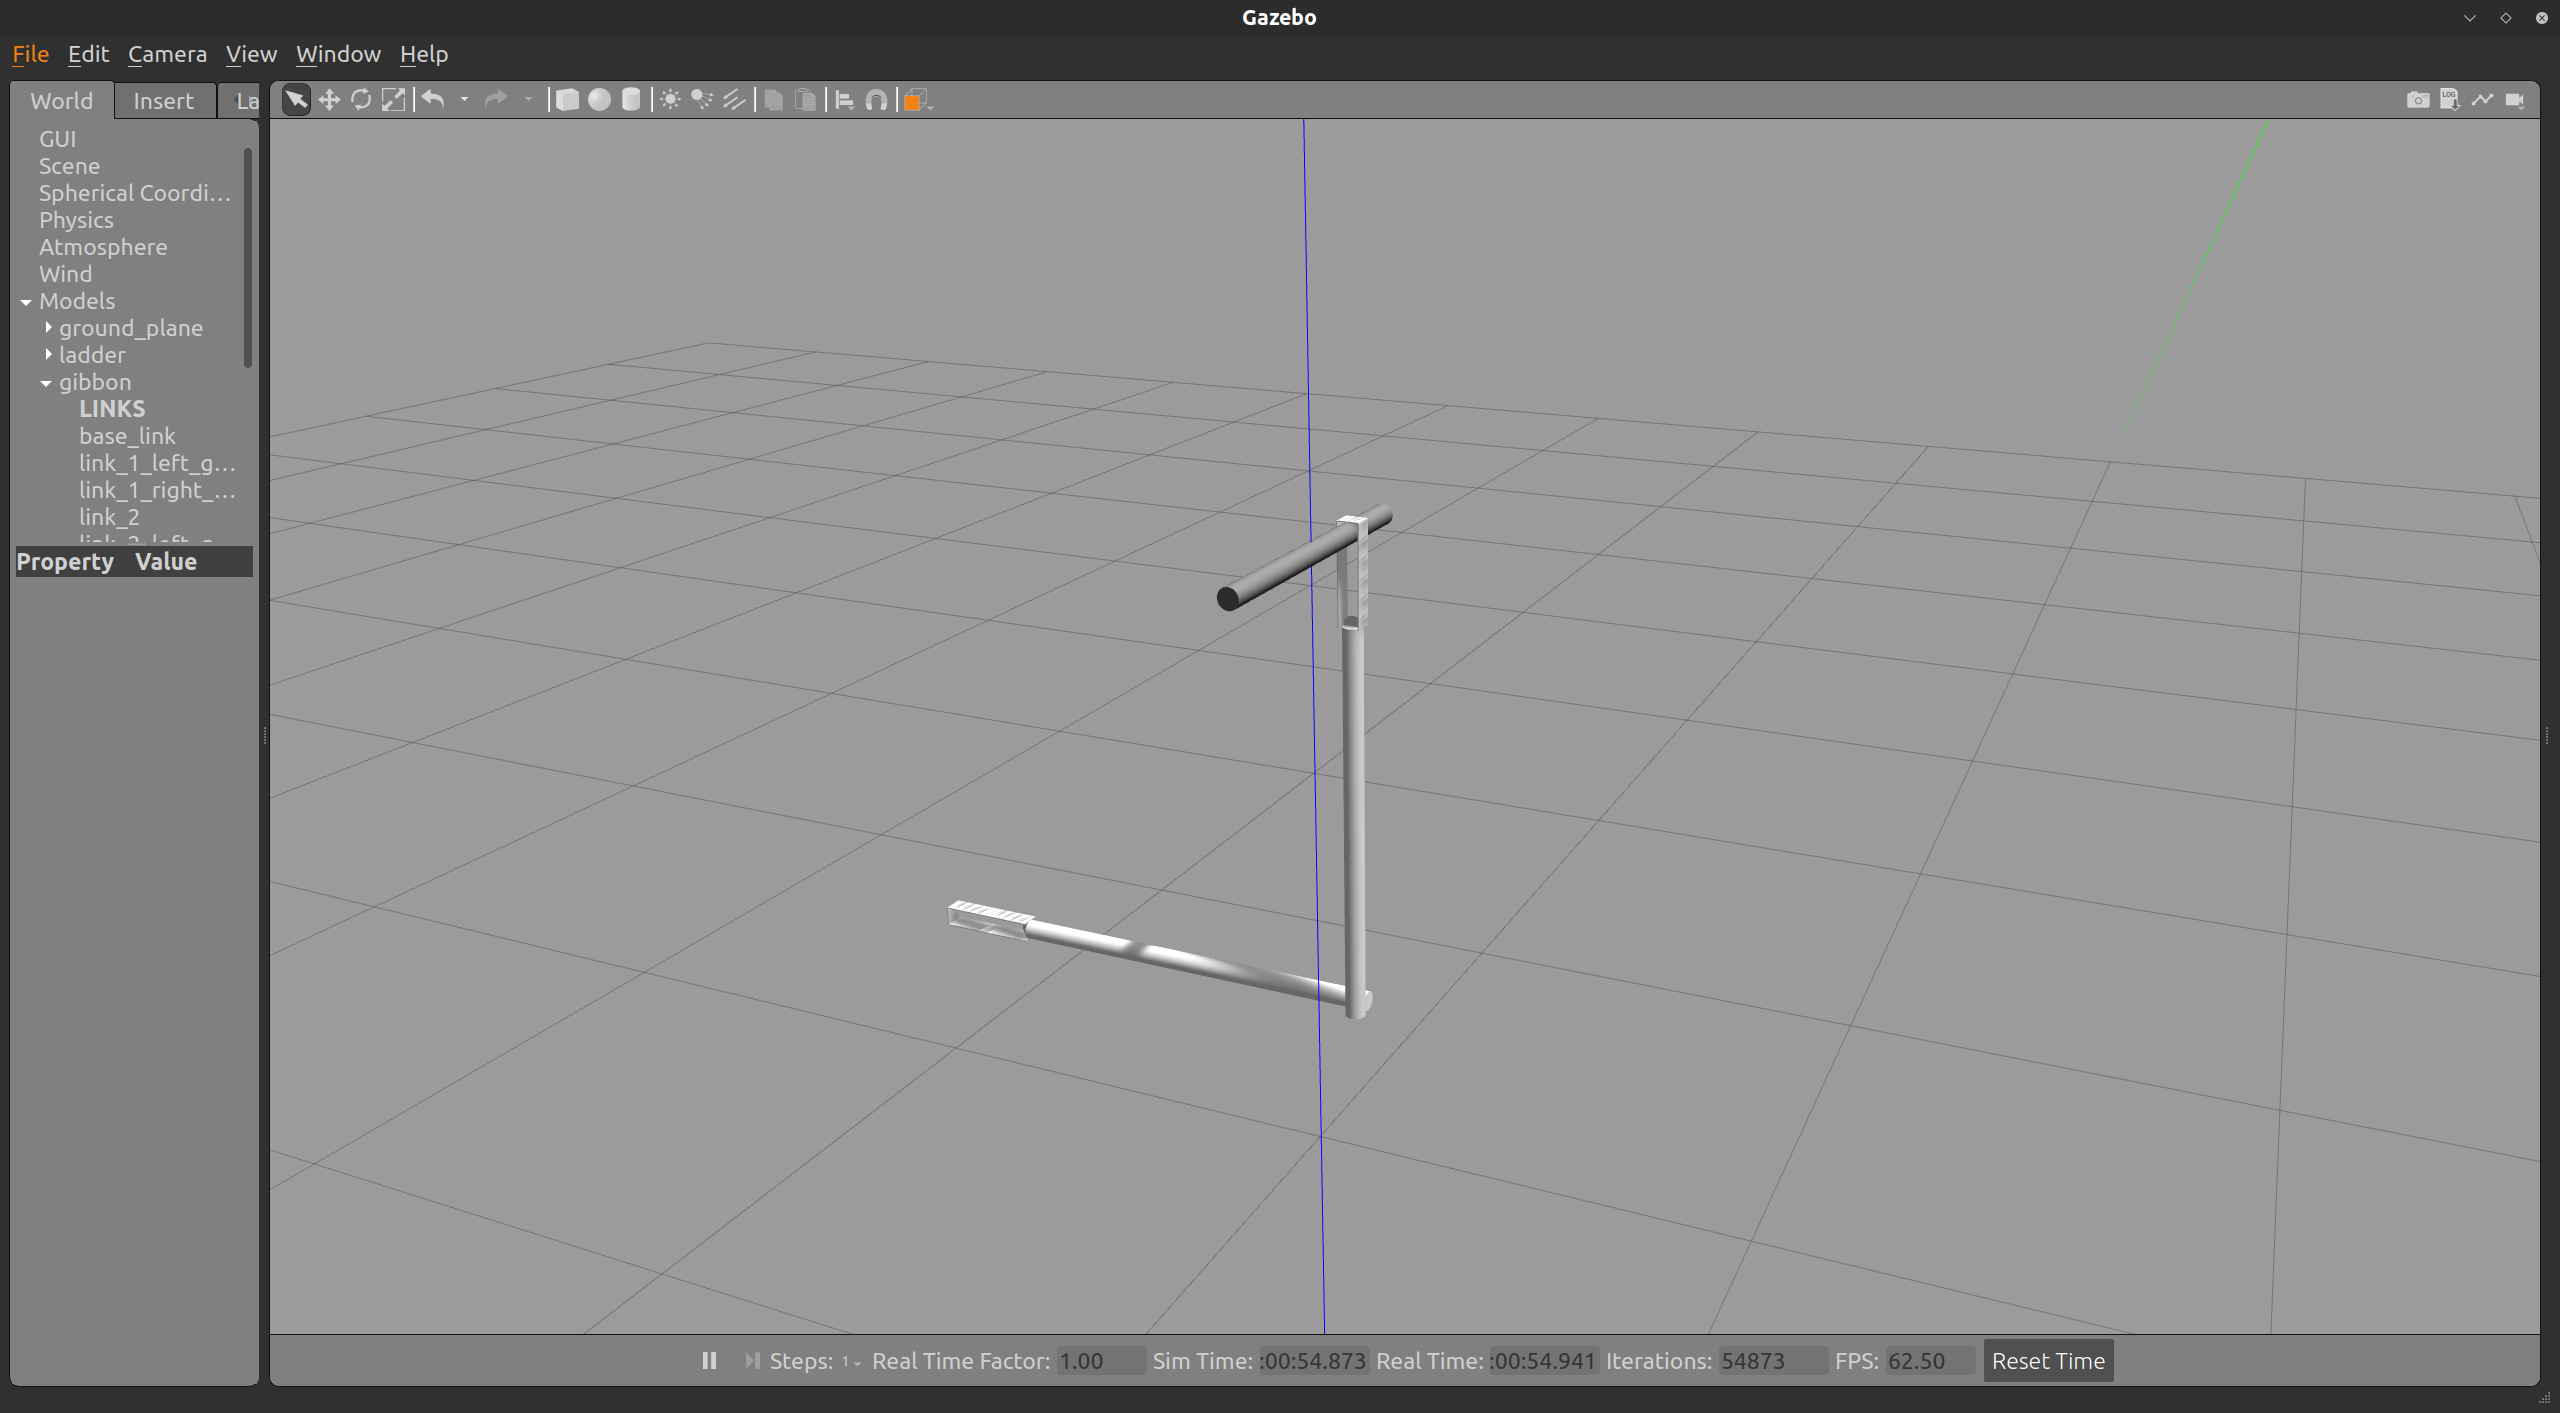 Gazebo
File Edit Camera View Window Help
World Insert La
LOG
GUI
Scene
Spherical Coordi...
Physics
Atmosphere
Wind
Models
ground_plane
ladder
gibbon
LINKS
base_link
link_1_left_g...
link_1_right_...
link_2
Property Value
Steps: 1 Real Time Factor: 1.00 Sim Time: :00:54.873 Real Time: :00:54.941 Iterations: 54873 FPS: 62.50 Reset Time